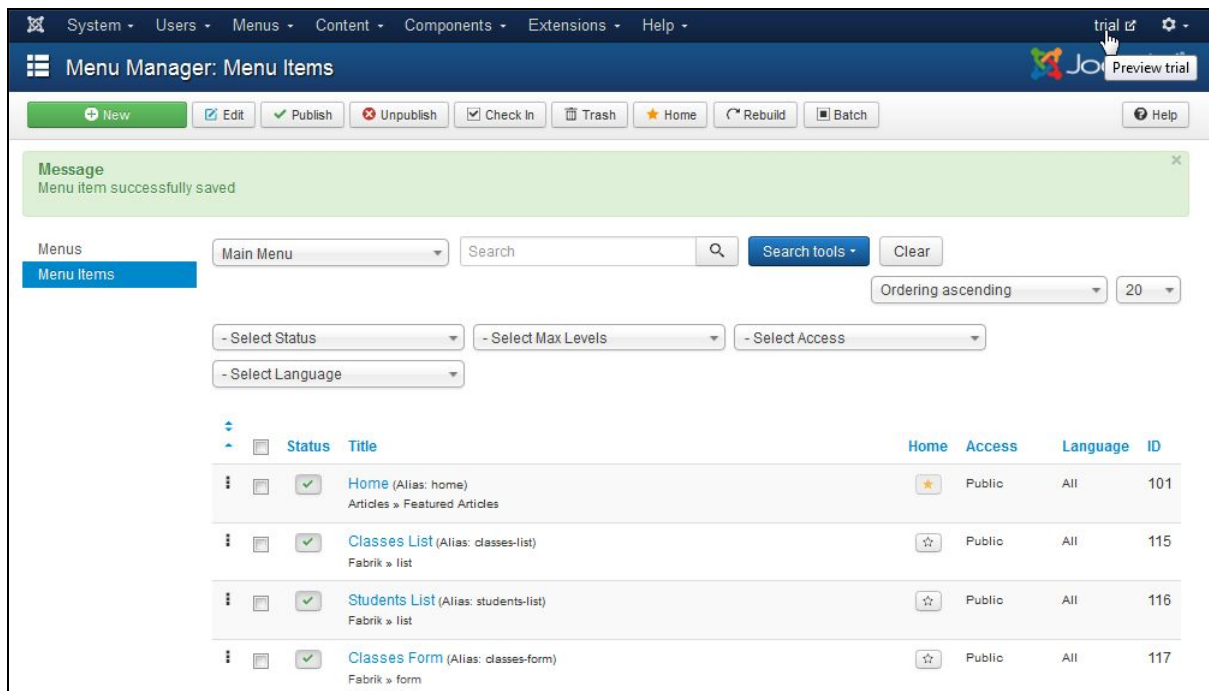 System Users Menus Content Components Extensions Help trial
Menu Manager: Menu Items
Preview trial
New Edit Publish Unpublish Check In Trash Home Rebuild Batch Help
Message
Menu item successfully saved
Menus
Menu Items
Main Menu Search Search tools Clear
Ordering ascending 20
- Select Status - Select Max Levels - Select Access
- Select Language
Status Title Home Access Language ID
Home (Alias: home) Public All 101
Articles » Featured Articles
Classes List (Alias: classes-list) Public All 115
Fabrik » list
Students List (Alias: students-list) Public All 116
Fabrik » list
Classes Form (Alias: classes-form) Public All 117
Fabrik » form